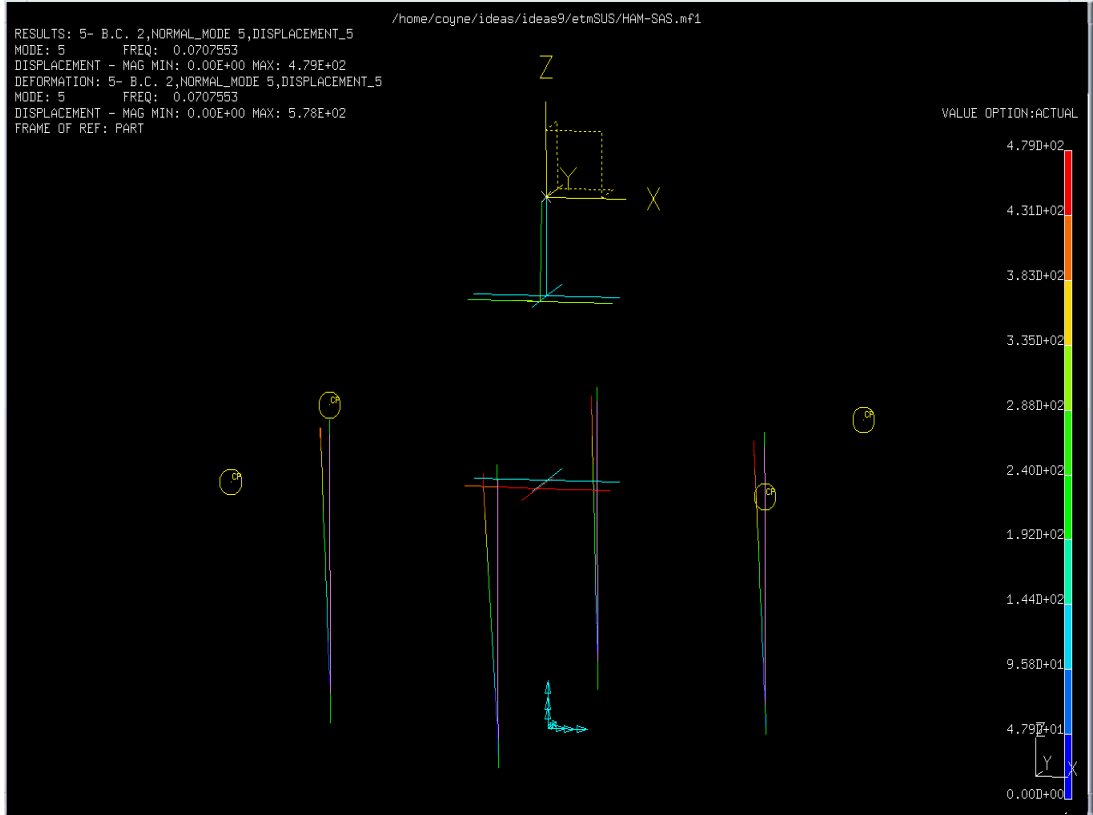 /home/coyne/ideas/ideas9/etmSUS/HAM-SAS.mf1
RESULTS: 5- B.C. 2,NORMAL_MODE 5,DISPLACEMENT_5
MODE: 5 FREQ: 0.0707553
DISPLACEMENT - MAG MIN: 0.00E+00 MAX: 4.79E+02
DEFORMATION: 5- B.C. 2,NORMAL_MODE 5,DISPLACEMENT_5
MODE: 5 FREQ: 0.0707553
DISPLACEMENT - MAG MIN: 0.00E+00 MAX: 5.78E+02
FRAME OF REF: PART
VALUE OPTION:ACTUAL
Z
Y
X
4.79D+02
4.31D+02
3.83D+02
3.35D+02
2.88D+02
2.40D+02
1.92D+02
1.44D+02
9.58D+01
4.79D+01
0.00D+00
CP
CP
CP
CP
Z
Y
X